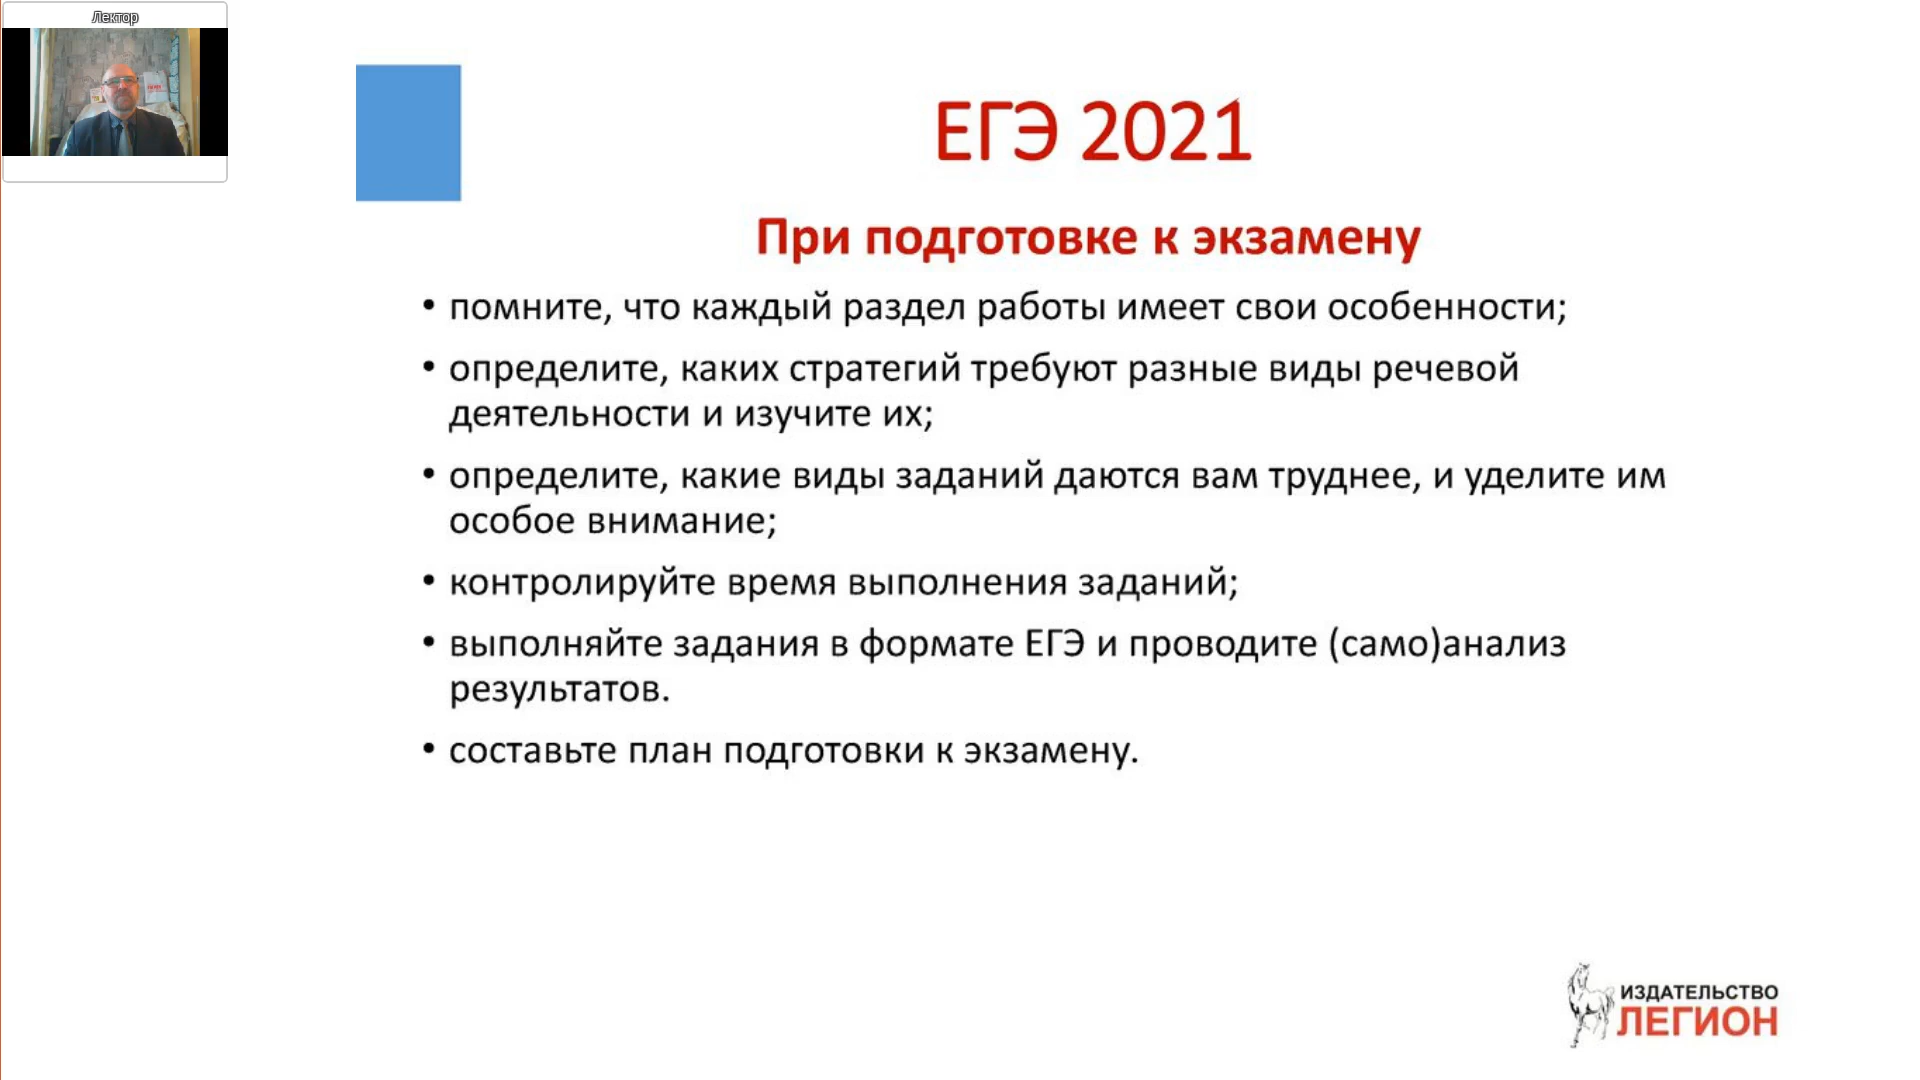 Лектор
ЕГЭ 2021
При подготовке к экзамену
• помните, что каждый раздел работы имеет свои особенности;
• определите, каких стратегий требуют разные виды речевой
деятельности и изучите их;
• определите, какие виды заданий даются вам труднее, и уделите им
особое внимание;
• контролируйте время выполнения заданий;
• выполняйте задания в формате ЕГЭ и проводите (само)анализ
результатов.
• составьте план подготовки к экзамену.
ИЗДАТЕЛЬСТВО
ЛЕГИОН